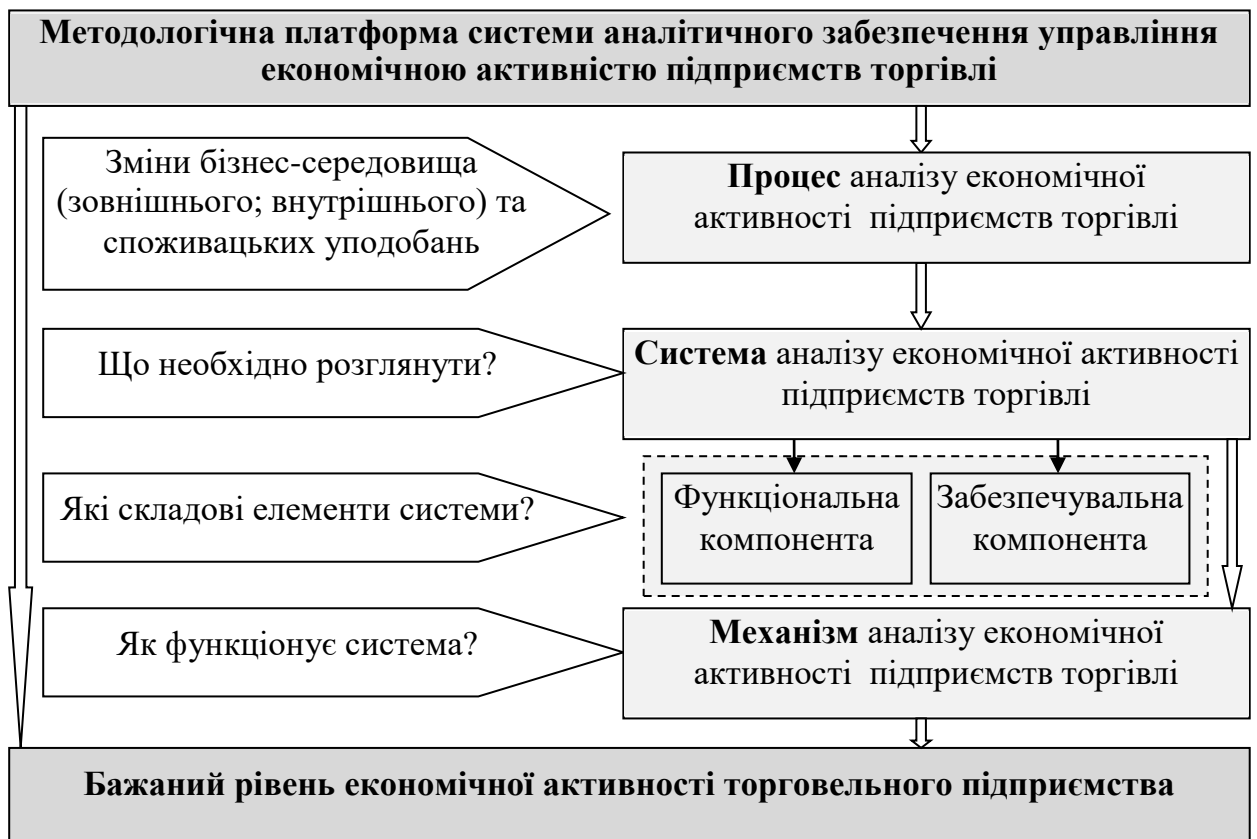 Методологічна платформа системи аналітичного забезпечення управління
економічною активністю підприємств торгівлі
Зміни бізнес-середовища
(зовнішнього; внутрішнього) та
споживацьких уподобань
Процес аналізу економічної
активності підприємств торгівлі
Що необхідно розглянути?
Система аналізу економічної активності
підприємств торгівлі
Які складові елементи системи?
Функціональна
компонента
Забезпечувальна
компонента
Як функціонує система?
Механізм аналізу економічної
активності підприємств торгівлі
Бажаний рівень економічної активності торговельного підприємства